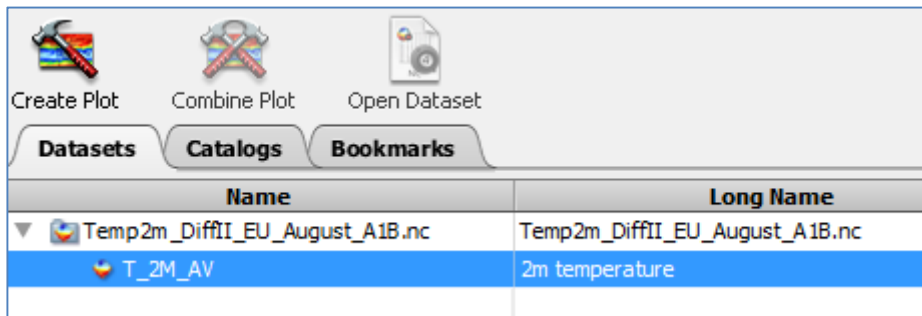 Create Plot Combine Plot Open Dataset
Datasets Catalogs Bookmarks
Name Long Name
Temp2m_DiffII_EU_August_A1B.nc Temp2m_DiffII_EU_August_A1B.nc
T_2M_AV 2m temperature